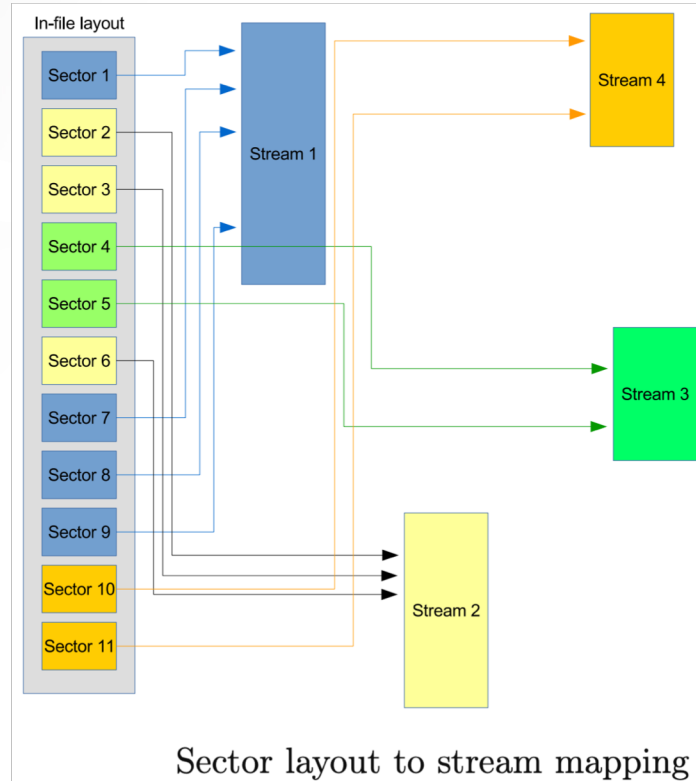 In-file layout
Sector 1
Sector 2
Sector 3
Sector 4
Sector 5
Sector 6
Sector 7
Sector 8
Sector 9
Sector 10
Sector 11
Stream 1
Stream 4
Stream 3
Stream 2
Sector layout to stream mapping